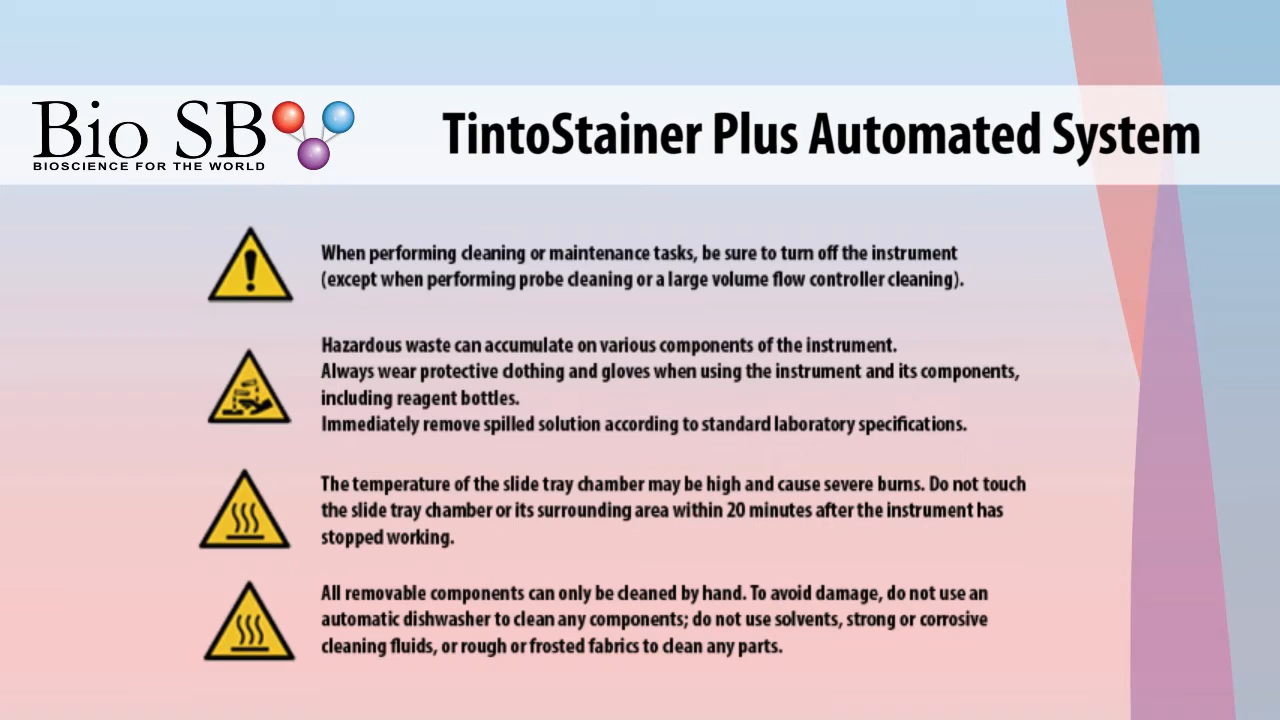 Bio SB
BIOSCIENCE FOR THE WORLD
TintoStainer Plus Automated System
When performing cleaning or maintenance tasks, be sure to turn off the instrument
(except when performing probe cleaning or a large volume flow controller cleaning).
Hazardous waste can accumulate on various components of the instrument.
Always wear protective clothing and gloves when using the instrument and its components,
including reagent bottles.
Immediately remove spilled solution according to standard laboratory specifications.
The temperature of the slide tray chamber may be high and cause severe burns. Do not touch
the slide tray chamber or its surrounding area within 20 minutes after the instrument has
stopped working.
All removable components can only be cleaned by hand. To avoid damage, do not use an
automatic dishwasher to clean any components; do not use solvents, strong or corrosive
cleaning fluids, or rough or frosted fabrics to clean any parts.